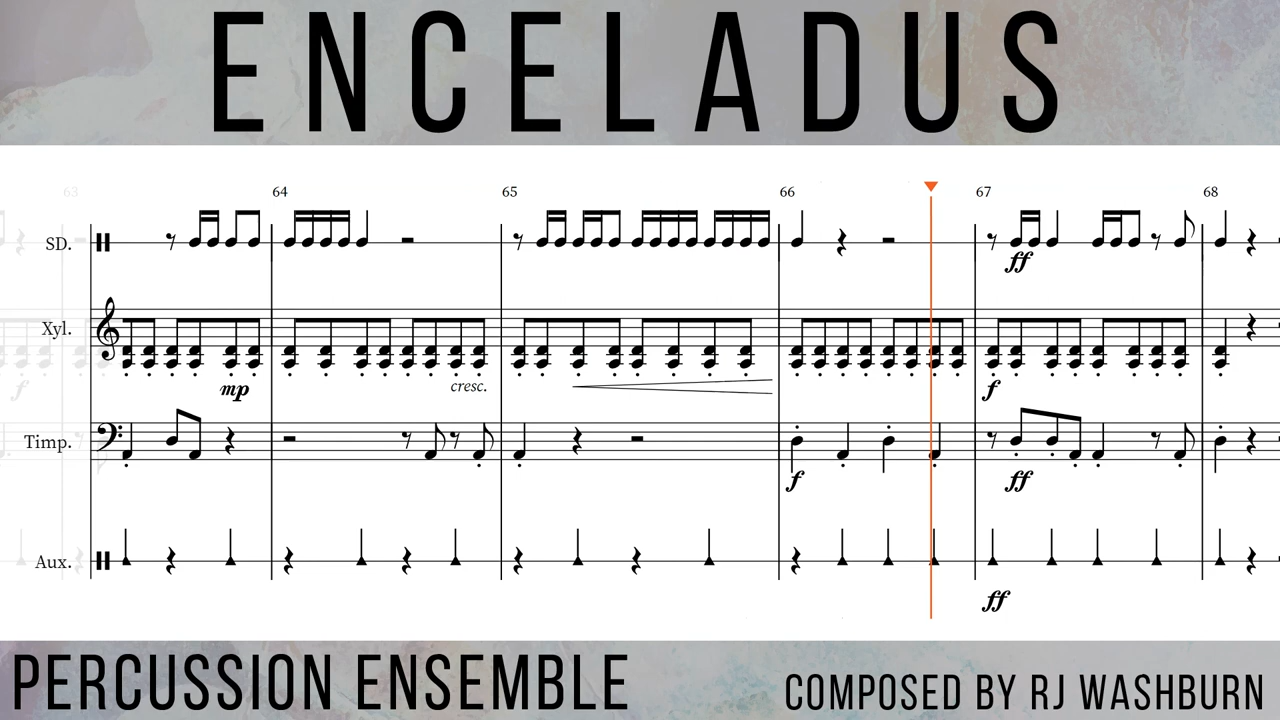 ENCELADUS
63 64 65 66 67 68
SD.
ff
Xyl.
f mp cresc. f
Timp.
f ff
Aux.
ff
PERCUSSION ENSEMBLE
COMPOSED BY RJ WASHBURN